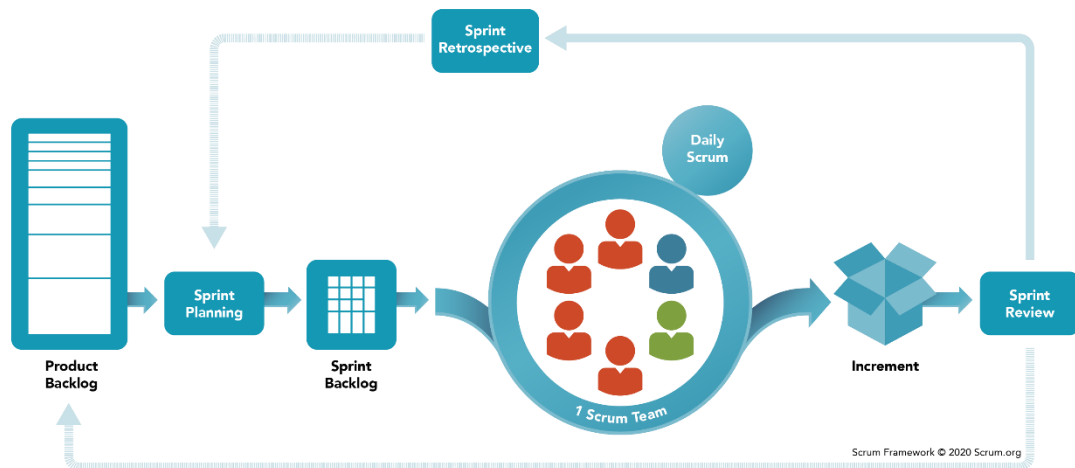 Sprint
Retrospective
Daily
Scrum
Sprint
Planning
Sprint
Review
Product
Backlog
Sprint
Backlog
Increment
1 Scrum Team
Scrum Framework © 2020 Scrum.org